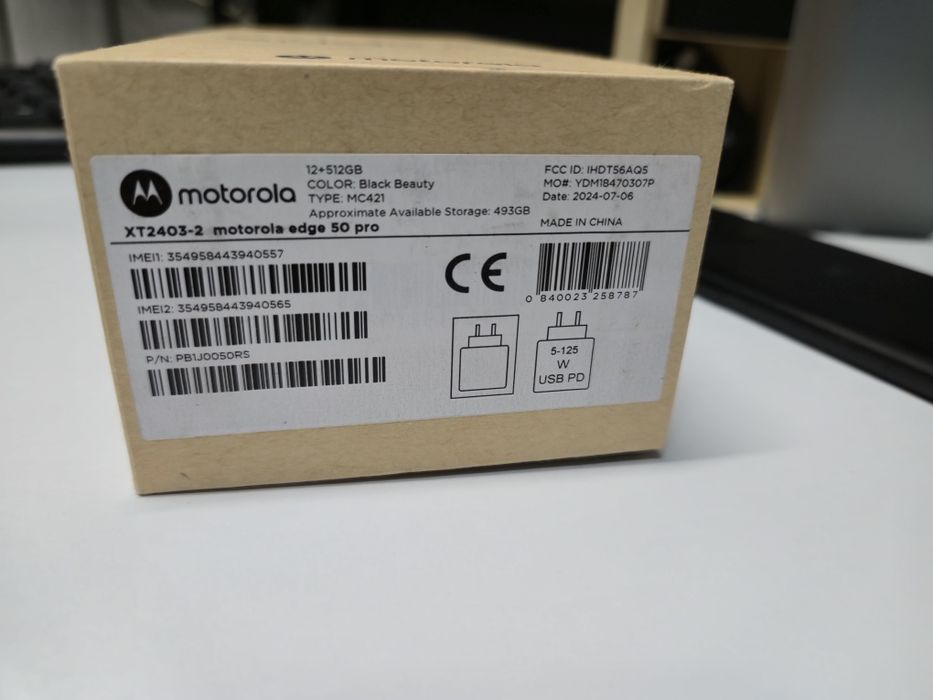 motorola
motorola
12+512GB
COLOR: Black Beauty
TYPE: MC421
Approximate Available Storage: 493GB
FCC ID: IHDT56AQ5
MO#: YDM18470307P
Date: 2024-07-06
MADE IN CHINA
XT2403-2 motorola edge 50 pro
IMEI1: 354958443940557
IMEI2: 354958443940565
P/N: PB1J0050RS
CE
0 840023 258787
5-125
W
USB PD